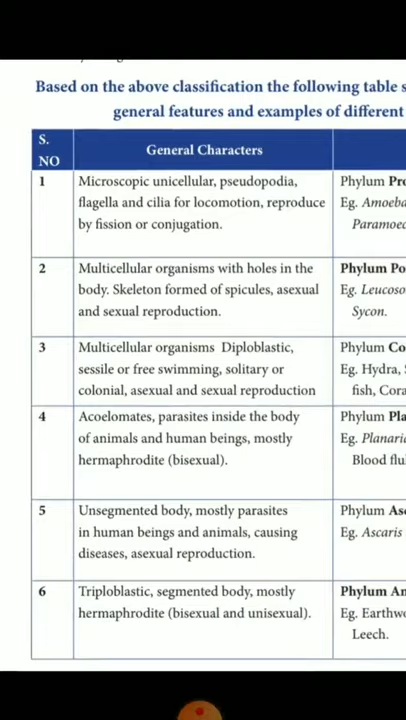 Based on the above classification the following table s
general features and examples of different
S.
NO
General Characters
1
Microscopic unicellular, pseudopodia,
flagella and cilia for locomotion, reproduce
by fission or conjugation.
Phylum Pr
Eg. Amoeba
Paramoec
2
Multicellular organisms with holes in the
body. Skeleton formed of spicules, asexual
and sexual reproduction.
Phylum Po
Eg. Leucoso
Sycon.
3
Multicellular organisms Diploblastic,
sessile or free swimming, solitary or
colonial, asexual and sexual reproduction
Phylum Co
Eg. Hydra, S
fish, Cora
4
Acoelomates, parasites inside the body
of animals and human beings, mostly
hermaphrodite (bisexual).
Phylum Pla
Eg. Planaria
Blood flu
5
Unsegmented body, mostly parasites
in human beings and animals, causing
diseases, asexual reproduction.
Phylum Asc
Eg. Ascaris
6
Triploblastic, segmented body, mostly
hermaphrodite (bisexual and unisexual).
Phylum An
Eg. Earthwo
Leech.